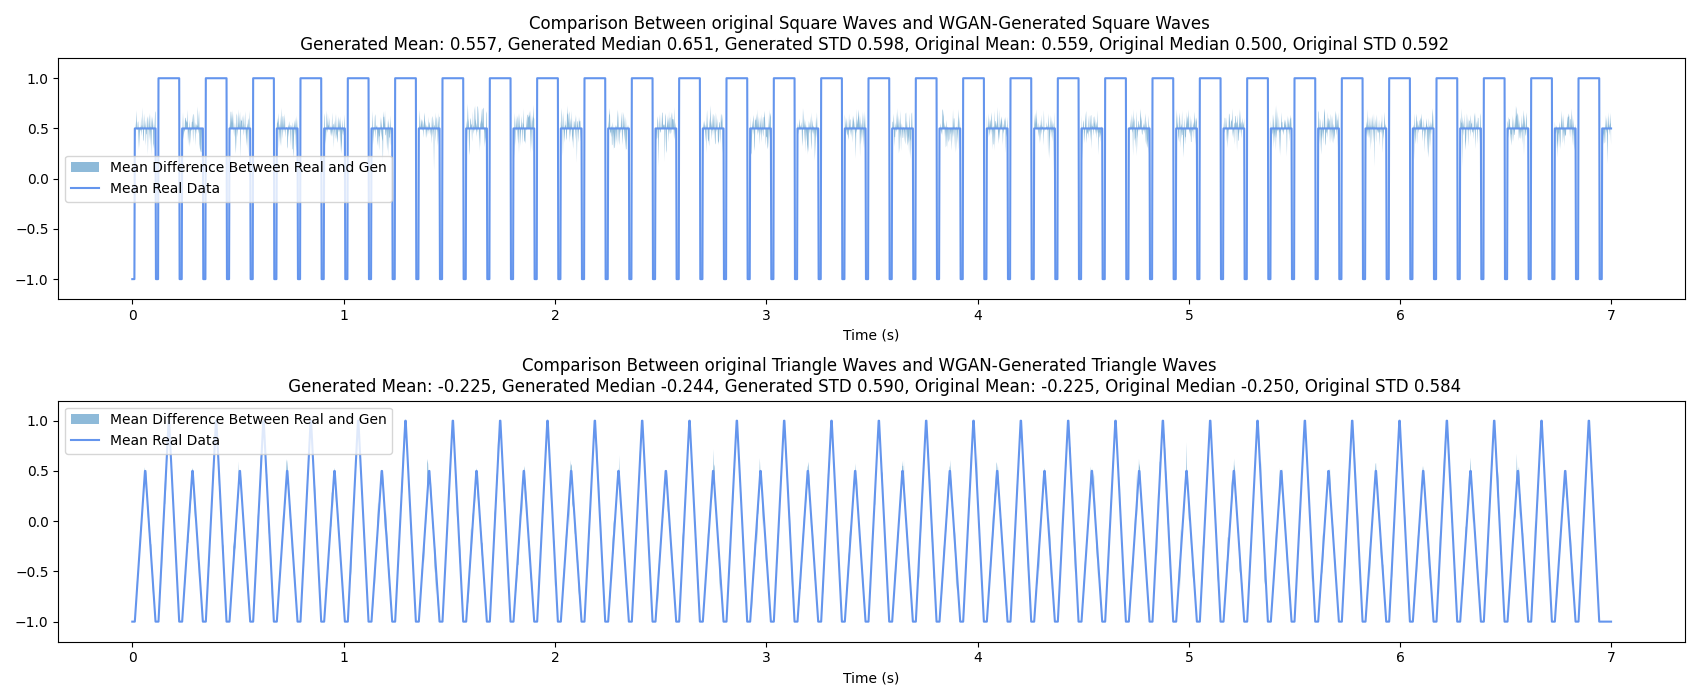 Comparison Between original Square Waves and WGAN-Generated Square Waves
Generated Mean: 0.557, Generated Median 0.651, Generated STD 0.598, Original Mean: 0.559, Original Median 0.500, Original STD 0.592
1.0
0.5
0.0
−0.5
−1.0
Mean Difference Between Real and Gen
Mean Real Data
0 1 2 3 4 5 6 7
Time (s)
Comparison Between original Triangle Waves and WGAN-Generated Triangle Waves
Generated Mean: -0.225, Generated Median -0.244, Generated STD 0.590, Original Mean: -0.225, Original Median -0.250, Original STD 0.584
1.0
0.5
0.0
−0.5
−1.0
Mean Difference Between Real and Gen
Mean Real Data
0 1 2 3 4 5 6 7
Time (s)